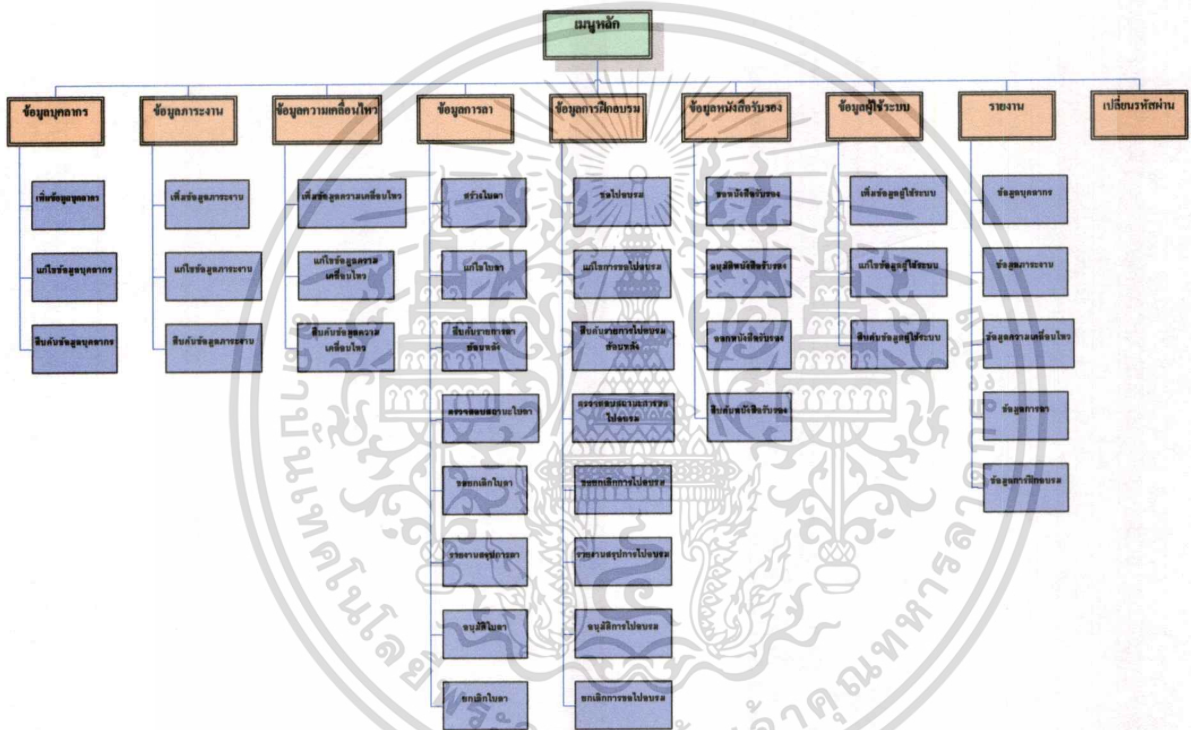 เมนูหลัก
ข้อมูลบุคลากร
ข้อมูลภาระงาน
ข้อมูลความเคลื่อนไหว
ข้อมูลการลา
ข้อมูลการฝึกอบรม
ข้อมูลหนังสือรับรอง
ข้อมูลผู้ใช้ระบบ
รายงาน
เปลี่ยนรหัสผ่าน
เพิ่มข้อมูลบุคลากร
แก้ไขข้อมูลบุคลากร
สืบค้นข้อมูลบุคลากร
เพิ่มข้อมูลภาระงาน
แก้ไขข้อมูลภาระงาน
สืบค้นข้อมูลภาระงาน
เพิ่มข้อมูลความเคลื่อนไหว
แก้ไขข้อมูลความ
เคลื่อนไหว
สืบค้นข้อมูลความ
เคลื่อนไหว
สร้างใบลา
แก้ไขใบลา
สืบค้นรายการลา
ย้อนหลัง
ตรวจสอบสถานะใบลา
ขอยกเลิกใบลา
รายงานสรุปการลา
อนุมัติใบลา
ยกเลิกใบลา
ขอไปอบรม
แก้ไขการขอไปอบรม
สืบค้นรายการไปอบรม
ย้อนหลัง
ตรวจสอบสถานะการขอ
ไปอบรม
ขอยกเลิกการไปอบรม
รายงานสรุปการไปอบรม
อนุมัติการไปอบรม
ยกเลิกการขอไปอบรม
ขอหนังสือรับรอง
อนุมัติหนังสือรับรอง
ออกหนังสือรับรอง
สืบค้นหนังสือรับรอง
เพิ่มข้อมูลผู้ใช้ระบบ
แก้ไขข้อมูลผู้ใช้ระบบ
สืบค้นข้อมูลผู้ใช้ระบบ
ข้อมูลบุคลากร
ข้อมูลภาระงาน
ข้อมูลความเคลื่อนไหว
ข้อมูลการลา
ข้อมูลการฝึกอบรม